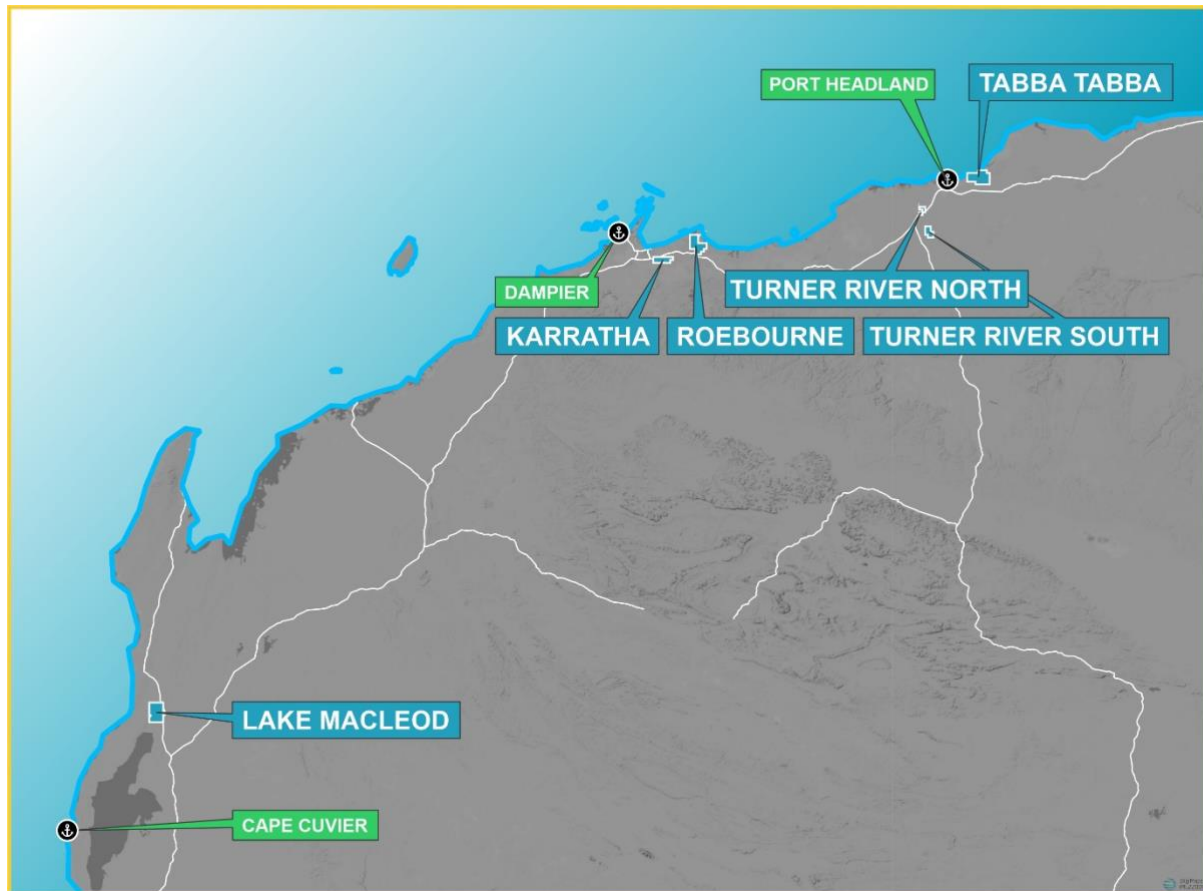 TABBA TABBA
PORT HEADLAND
TURNER RIVER NORTH
DAMPIER
KARRATHA
ROEBOURNE
TURNER RIVER SOUTH
LAKE MACLEOD
CAPE CUVIER